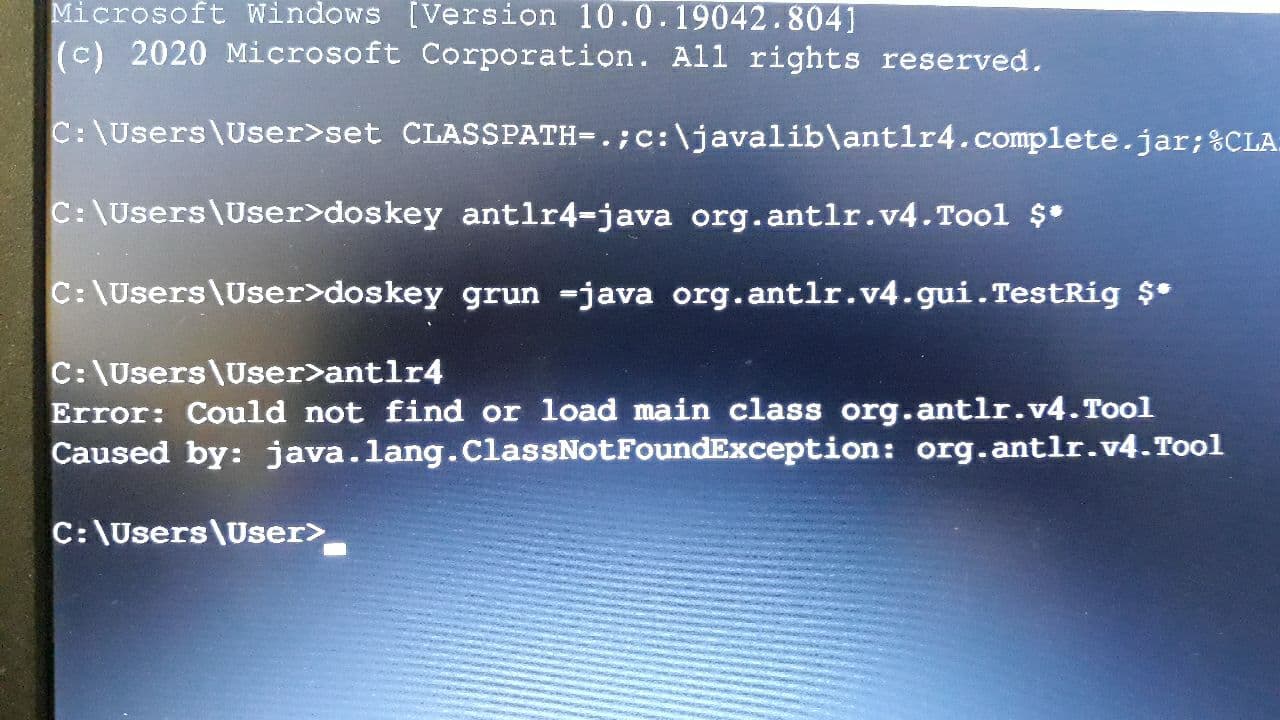 Microsoft Windows [Version 10.0.19042.804]
(c) 2020 Microsoft Corporation. All rights reserved.
C:\Users\User>set CLASSPATH=.;c:\javalib\antlr4.complete.jar;%CLA
C:\Users\User>doskey antlr4=java org.antlr.v4.Tool $*
C:\Users\User>doskey grun =java org.antlr.v4.gui.TestRig $*
C:\Users\User>antlr4
Error: Could not find or load main class org.antlr.v4.Tool
Caused by: java.lang.ClassNotFoundException: org.antlr.v4.Tool
C:\Users\User>